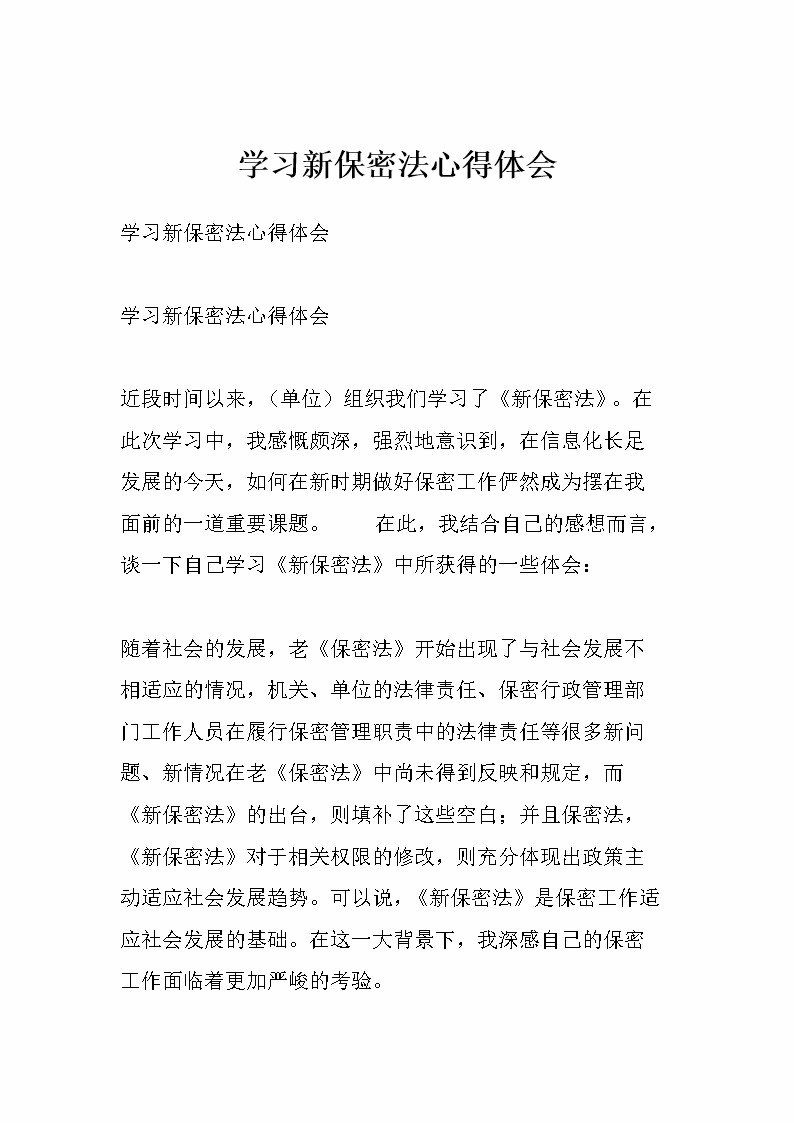 学习新保密法心得体会
学习新保密法心得体会
学习新保密法心得体会
近段时间以来，（单位）组织我们学习了《新保密法》。在
此次学习中，我感慨颇深，强烈地意识到，在信息化长足
发展的今天，如何在新时期做好保密工作俨然成为摆在我
面前的一道重要课题。　　在此，我结合自己的感想而言，
谈一下自己学习《新保密法》中所获得的一些体会：
随着社会的发展，老《保密法》开始出现了与社会发展不
相适应的情况，机关、单位的法律责任、保密行政管理部
门工作人员在履行保密管理职责中的法律责任等很多新问
题、新情况在老《保密法》中尚未得到反映和规定，而
《新保密法》的出台，则填补了这些空白；并且保密法，
《新保密法》对于相关权限的修改，则充分体现出政策主
动适应社会发展趋势。可以说，《新保密法》是保密工作适
应社会发展的基础。在这一大背景下，我深感自己的保密
工作面临着更加严峻的考验。